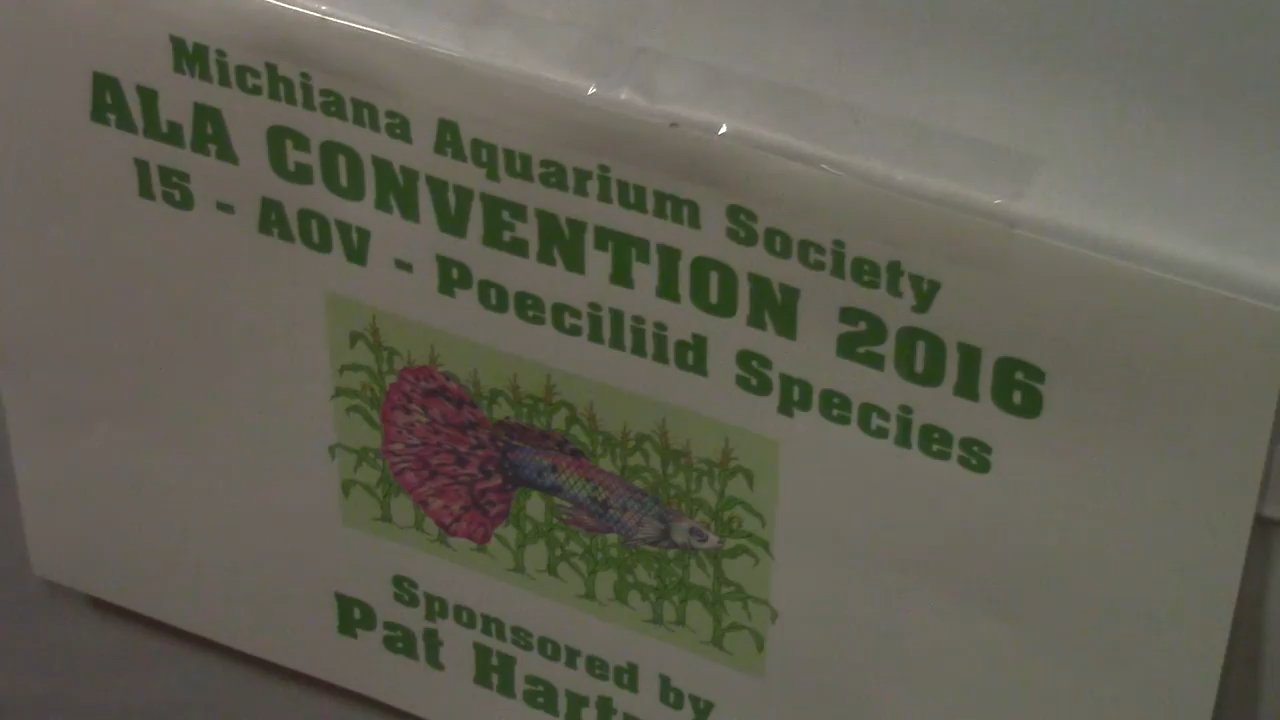 Michiana Aquarium Society
ALA CONVENTION 2016
15 - AOV - Poeciliid Species
Sponsored by
Pat